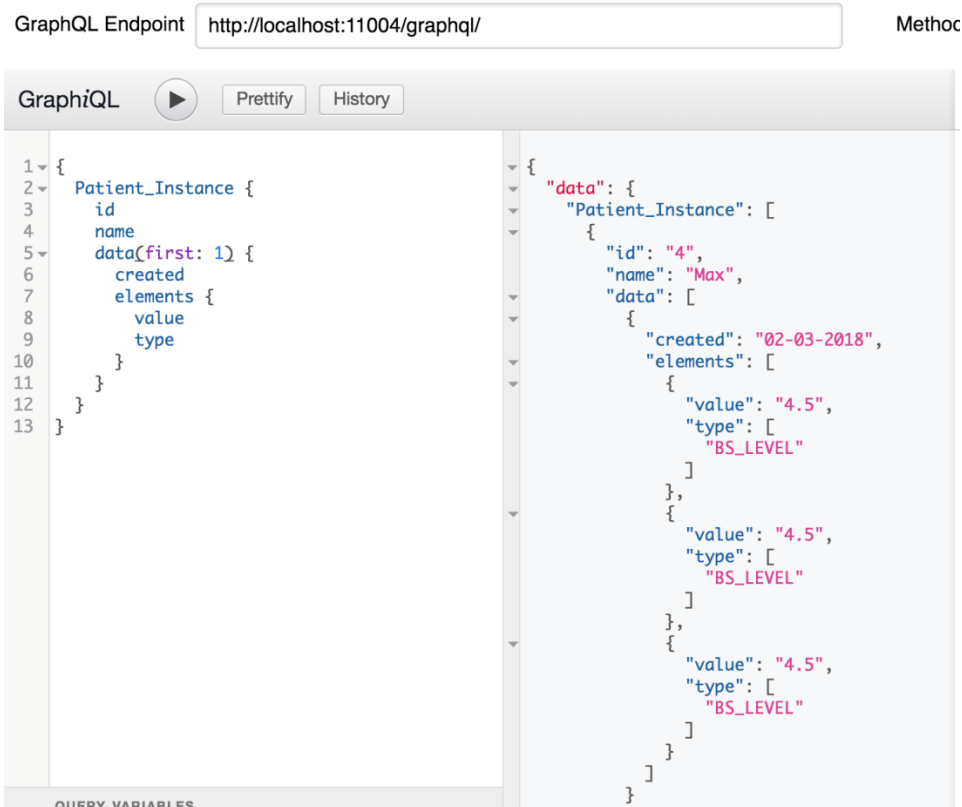 GraphQL Endpoint http://localhost:11004/graphql/ Method
GraphiQL Prettify History
1 {
2 Patient_Instance {
3 id
4 name
5 data(first: 1) {
6 created
7 elements {
8 value
9 type
10 }
11 }
12 }
13 }
{
"data": {
"Patient_Instance": [
{
"id": "4",
"name": "Max",
"data": [
{
"created": "02-03-2018",
"elements": [
{
"value": "4.5",
"type": [
"BS_LEVEL"
]
},
{
"value": "4.5",
"type": [
"BS_LEVEL"
]
},
{
"value": "4.5",
"type": [
"BS_LEVEL"
]
}
]
}
QUERY VARIABLES